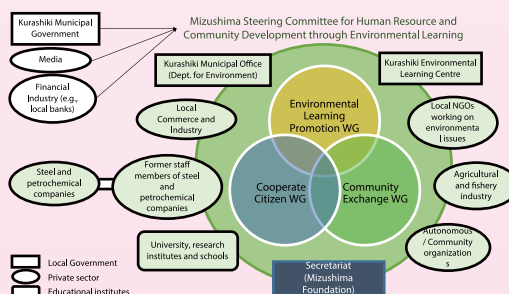 Mizushima Steering Committee for Human Resource and
Community Development through Environmental Learning
Kurashiki Municipal
Government
Media
Financial
Industry (e.g.,
local banks)
Kurashiki Municipal Office
(Dept. for Environment)
Kurashiki Environmental
Learning Centre
Environmental
Learning
Promotion WG
Local
Commerce and
Industry
Local NGOs
working on
environmenta
l issues
Steel and
petrochemical
companies
Former staff
members of steel
and
petrochemical
companies
Cooperate
Citizen WG
Community
Exchange WG
Agricultural
and fishery
industry
University, research
institutes and schools
Autonomous
/ Community
organization
s
Secretariat
(Mizushima
Foundation)
Local Government
Private sector
Educational institutes